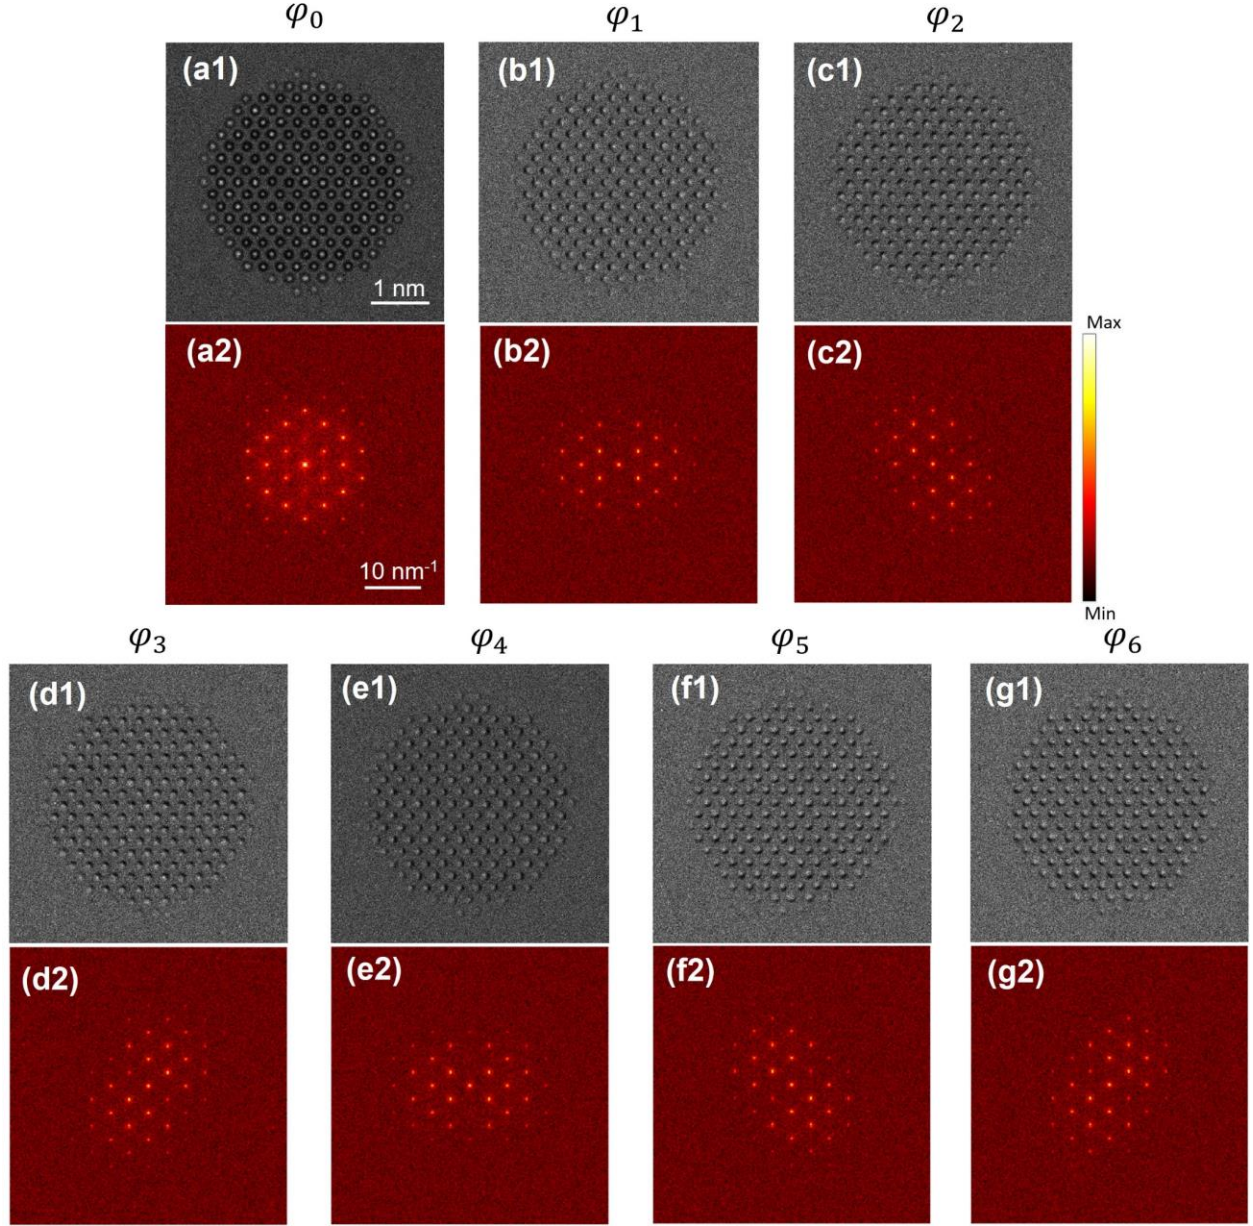 φ0 φ1 φ2
(a1) (b1) (c1)
1 nm
(a2) (b2) (c2)
Max
10 nm-1
Min
φ3 φ4 φ5 φ6
(d1) (e1) (f1) (g1)
(d2) (e2) (f2) (g2)